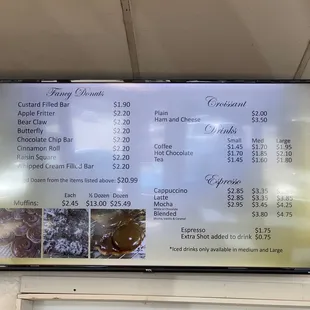 Fancy Donuts
Custard Filled Bar $1.90
Apple Fritter $2.20
Bear Claw $2.20
Butterfly $2.20
Chocolate Chip Bar $2.20
Cinnamon Roll $2.20
Raisin Square $2.20
Whipped Cream Filled Bar $2.20
Dozen from the items listed above: $20.99
Each ½ Dozen Dozen
Muffins: $2.45 $13.00 $25.49
Croissant
Plain $2.00
Ham and Cheese $3.50
Drinks
Small Med Large
Coffee $1.45 $1.70 $1.95
Hot Chocolate $1.70 $1.85 $2.10
Tea $1.45 $1.60 $1.80
Espresso
Cappuccino $2.85 $3.35
Latte $2.85 $3.35
Mocha $2.95 $3.45 $4.25
Blended $3.80 $4.75
Espresso $1.75
Extra Shot added to drink $0.75
*Iced drinks only available in medium and Large
TCL